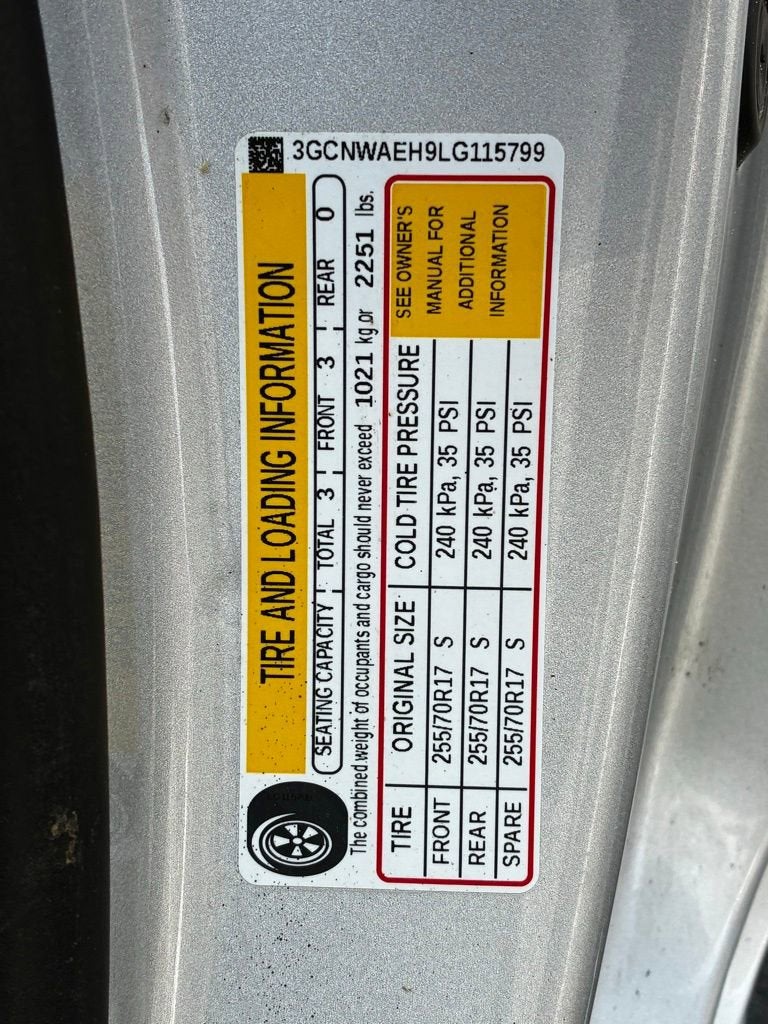 3GCNWAEH9LG115799
TIRE AND LOADING INFORMATION
SEATING CAPACITY TOTAL 3 FRONT 3 REAR 0
The combined weight of occupants and cargo should never exceed 1021 kg or 2251 lbs.
TIRE ORIGINAL SIZE COLD TIRE PRESSURE
FRONT 255/70R17 S 240 kPa, 35 PSI
REAR 255/70R17 S 240 kPa, 35 PSI
SPARE 255/70R17 S 240 kPa, 35 PSI
SEE OWNER'S
MANUAL FOR
ADDITIONAL
INFORMATION